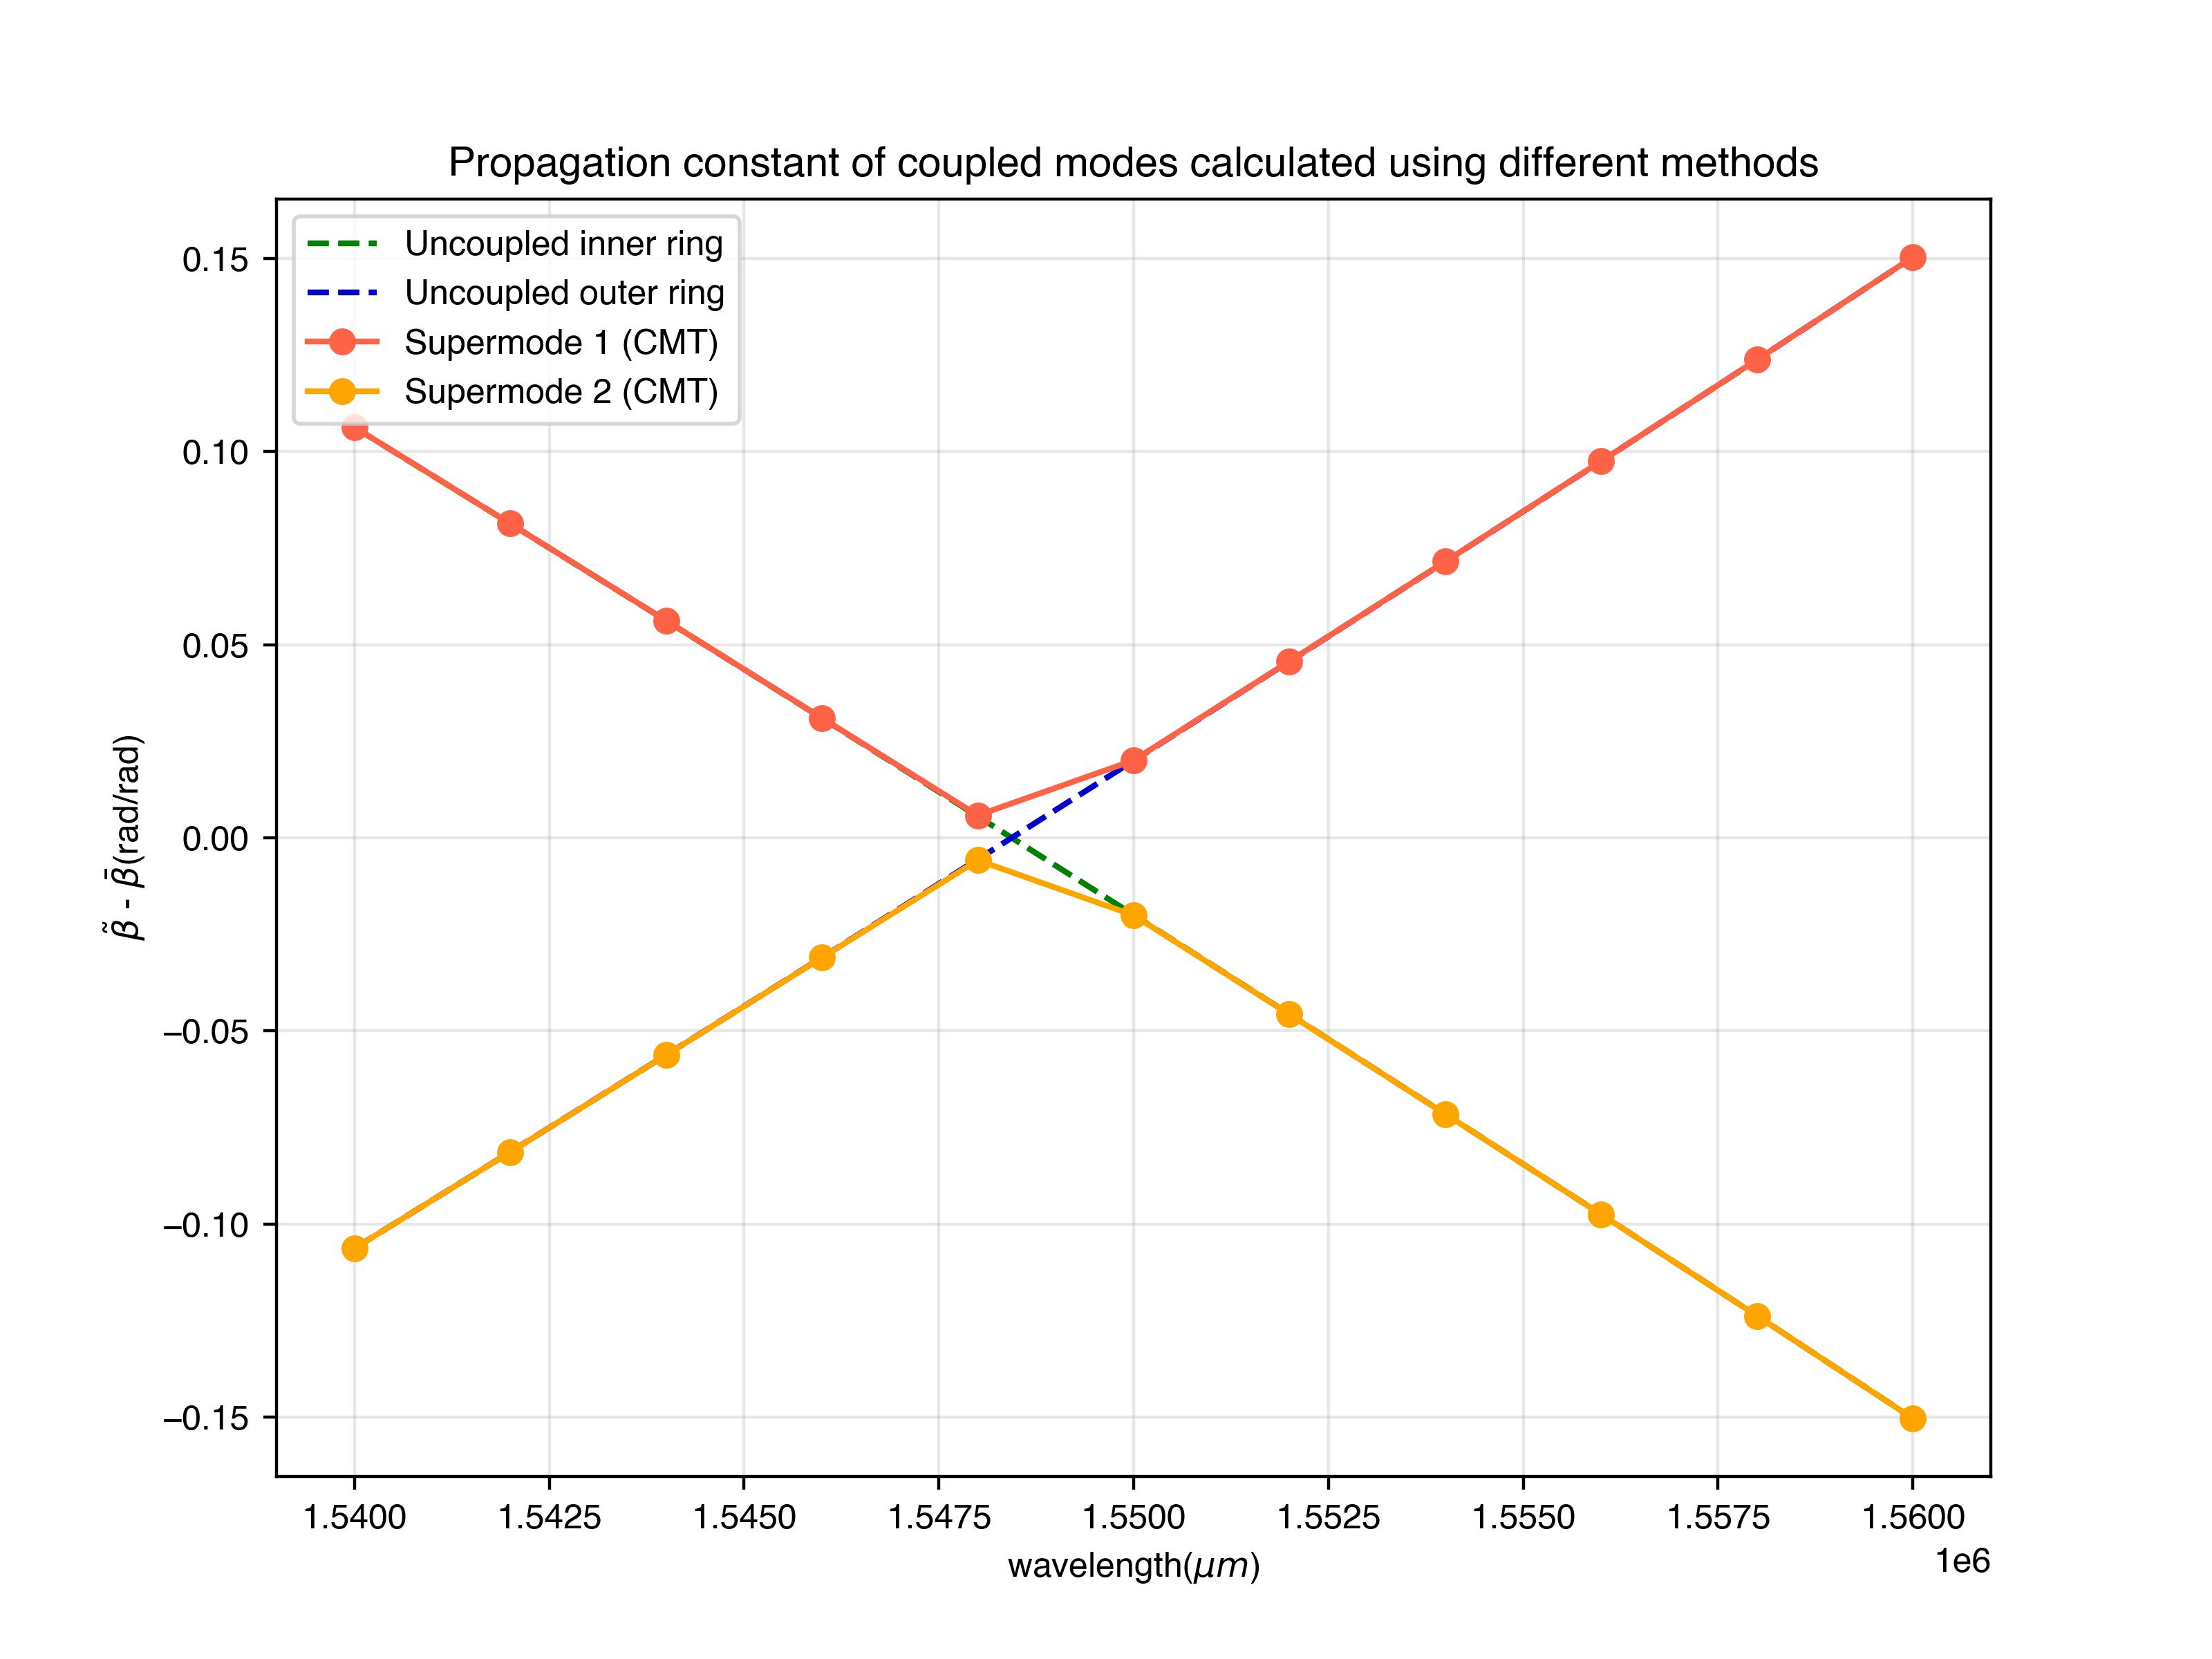 Propagation constant of coupled modes calculated using different methods
Uncoupled inner ring
Uncoupled outer ring
Supermode 1 (CMT)
Supermode 2 (CMT)
0.15
0.10
0.05
0.00
−0.05
−0.10
−0.15
β̃ - β̄(rad/rad)
1.5400 1.5425 1.5450 1.5475 1.5500 1.5525 1.5550 1.5575 1.5600
1e6
wavelength(μm)